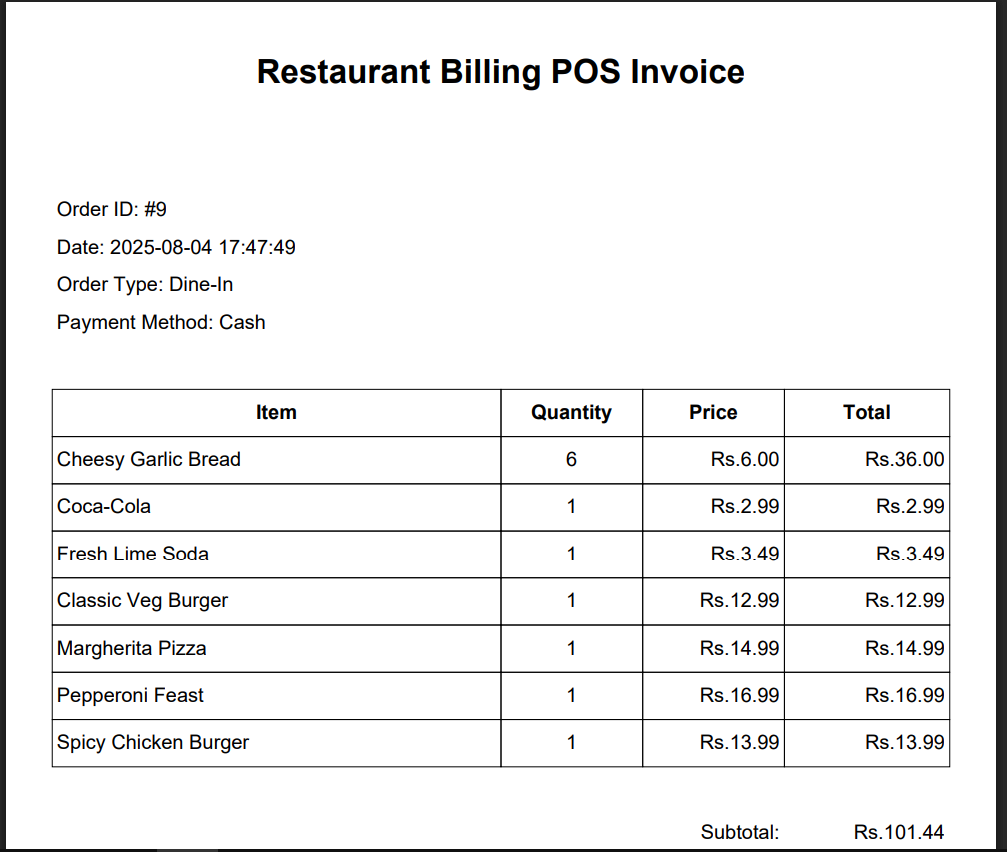 Restaurant Billing POS Invoice
Order ID: #9
Date: 2025-08-04 17:47:49
Order Type: Dine-In
Payment Method: Cash
Item Quantity Price Total
Cheesy Garlic Bread 6 Rs.6.00 Rs.36.00
Coca-Cola 1 Rs.2.99 Rs.2.99
Fresh Lime Soda 1 Rs.3.49 Rs.3.49
Classic Veg Burger 1 Rs.12.99 Rs.12.99
Margherita Pizza 1 Rs.14.99 Rs.14.99
Pepperoni Feast 1 Rs.16.99 Rs.16.99
Spicy Chicken Burger 1 Rs.13.99 Rs.13.99
Subtotal: Rs.101.44